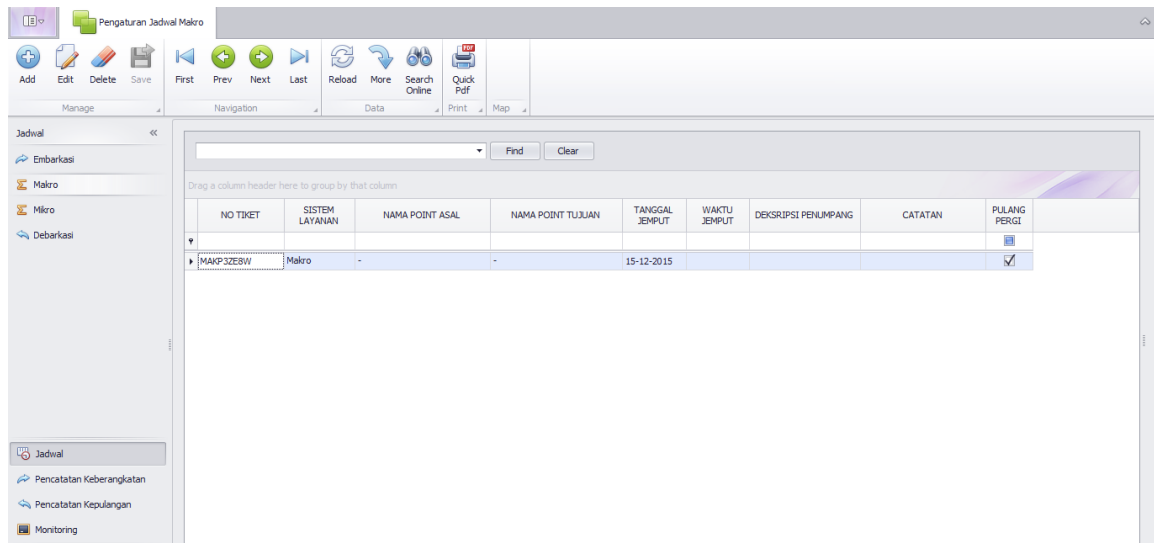 Pengaturan Jadwal Makro
Add Edit Delete Save First Prev Next Last Reload More Search Online Quick Pdf
Manage Navigation Data Print Map
Jadwal
Embarkasi
Makro
Mikro
Debarkasi
Find Clear
Drag a column header here to group by that column
NO TIKET SISTEM LAYANAN NAMA POINT ASAL NAMA POINT TUJUAN TANGGAL JEMPUT WAKTU JEMPUT DEKSRIPSI PENUMPANG CATATAN PULANG PERGI
MAKP3ZE8W Makro - - 15-12-2015
Jadwal
Pencatatan Keberangkatan
Pencatatan Kepulangan
Monitoring